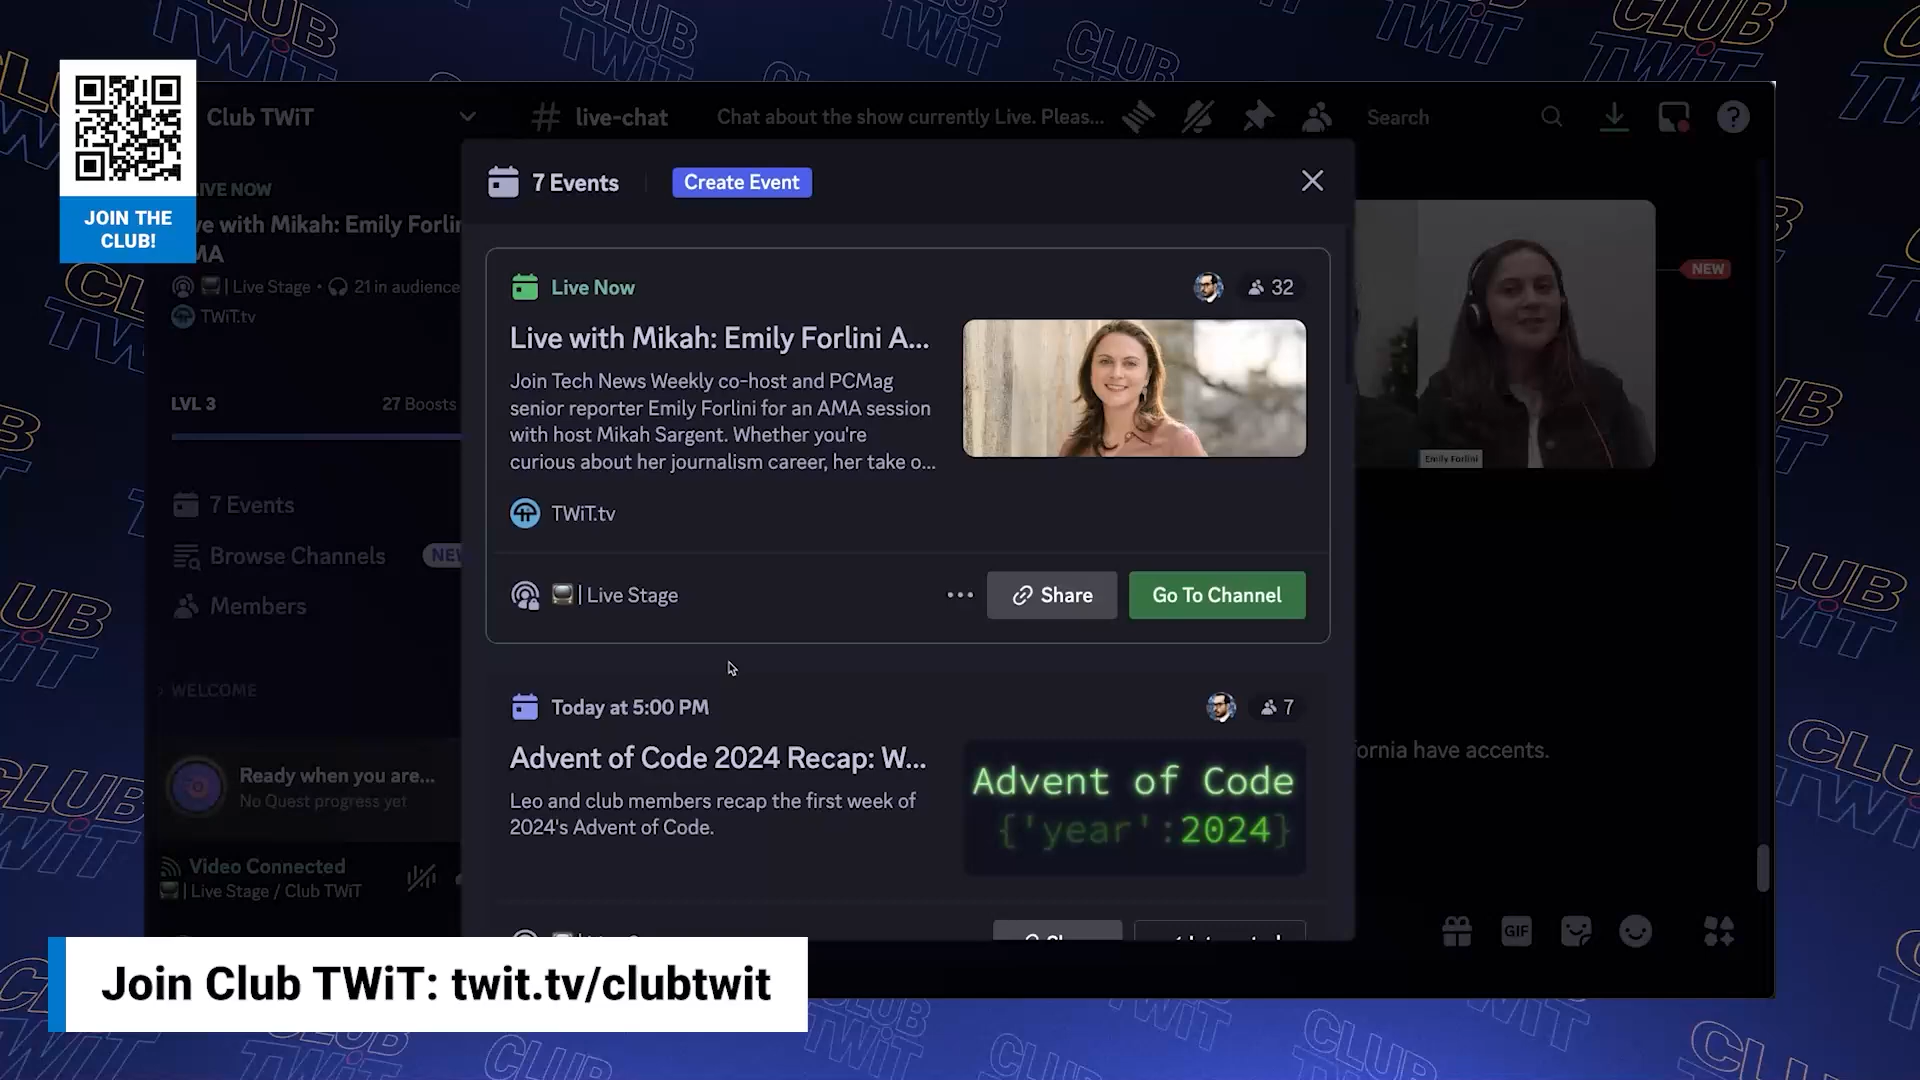 CLUB TWiT
Club TWiT
live-chat
Chat about the show currently Live. Pleas...
Search
JOIN THE
CLUB!
LIVE NOW
ve with Mikah: Emily Forlin
MA
| Live Stage • 21 in audience
TWiT.tv
LVL 3
27 Boosts
7 Events
Browse Channels
NEW
Members
WELCOME
Ready when you are...
No Quest progress yet
Video Connected
| Live Stage / Club TWiT
7 Events
Create Event
Live Now
32
Live with Mikah: Emily Forlini A...
Join Tech News Weekly co-host and PCMag
senior reporter Emily Forlini for an AMA session
with host Mikah Sargent. Whether you're
curious about her journalism career, her take o...
TWiT.tv
| Live Stage
Share
Go To Channel
Today at 5:00 PM
7
Advent of Code 2024 Recap: W...
Leo and club members recap the first week of
2024's Advent of Code.
Advent of Code
{'year':2024}
NEW
Emily Forlini
fornia have accents.
GIF
Join Club TWiT: twit.tv/clubtwit